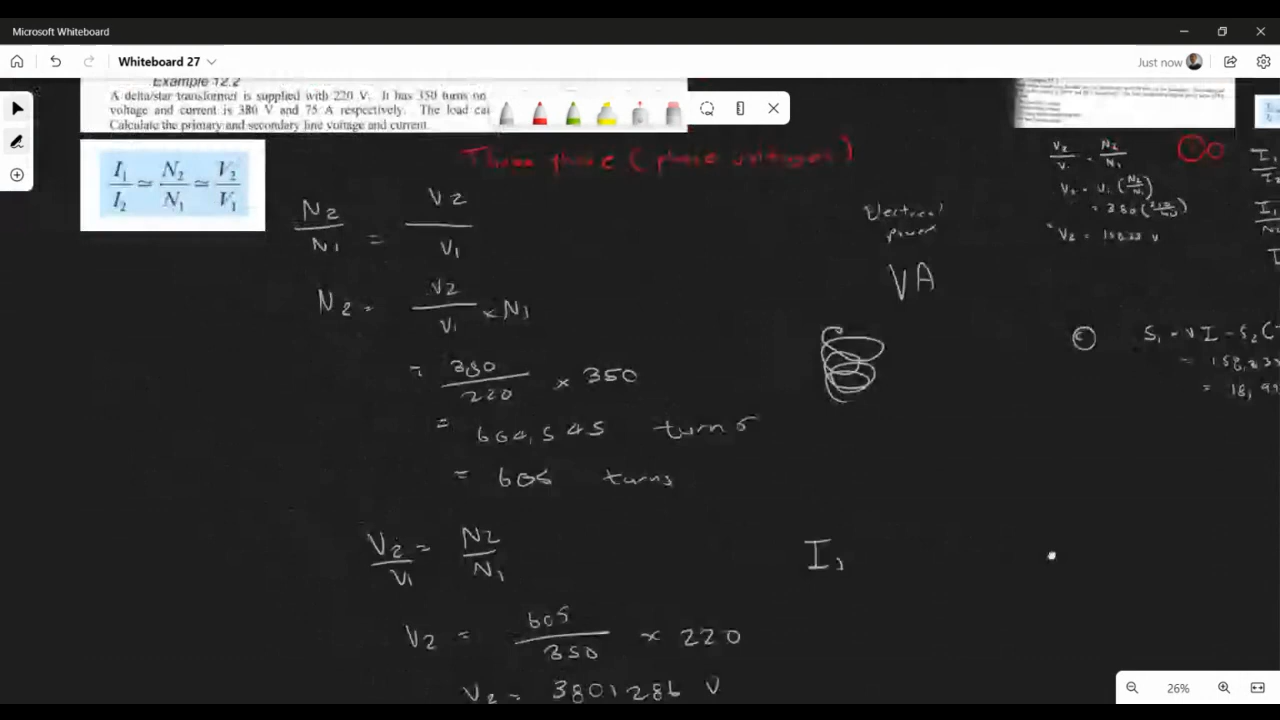 Microsoft Whiteboard
Whiteboard 27
Just now
Example 12.2
A delta/star transformer is supplied with 220 V. It has 350 turns on
voltage and current is 380 V and 75 A respectively. The load ca
Calculate the primary and secondary line voltage and current.
Three phase (phase voltages)
I₁/I₂ ≃ N₂/N₁ ≃ V₂/V₁
N₂/N₁ = V₂/V₁
N₂ = V₂/V₁ × N₁
= 380/220 × 350
= 604,545 turns
= 605 turns
V₂/V₁ = N₂/N₁
V₂ = 605/350 × 220
V₂ = 380,286 V
Electrical
power
VA
I₁
V₂/V₁ = N₂/N₁
V₂ = V₁ (N₂/N₁)
S₁ = V I = S₂ (
26%